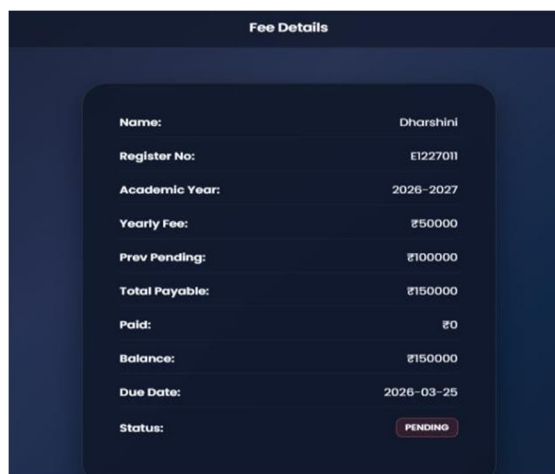 Fee Details
Name: Dharshini
Register No: E1227011
Academic Year: 2026-2027
Yearly Fee: ₹50000
Prev Pending: ₹100000
Total Payable: ₹150000
Paid: ₹0
Balance: ₹150000
Due Date: 2026-03-25
Status: PENDING